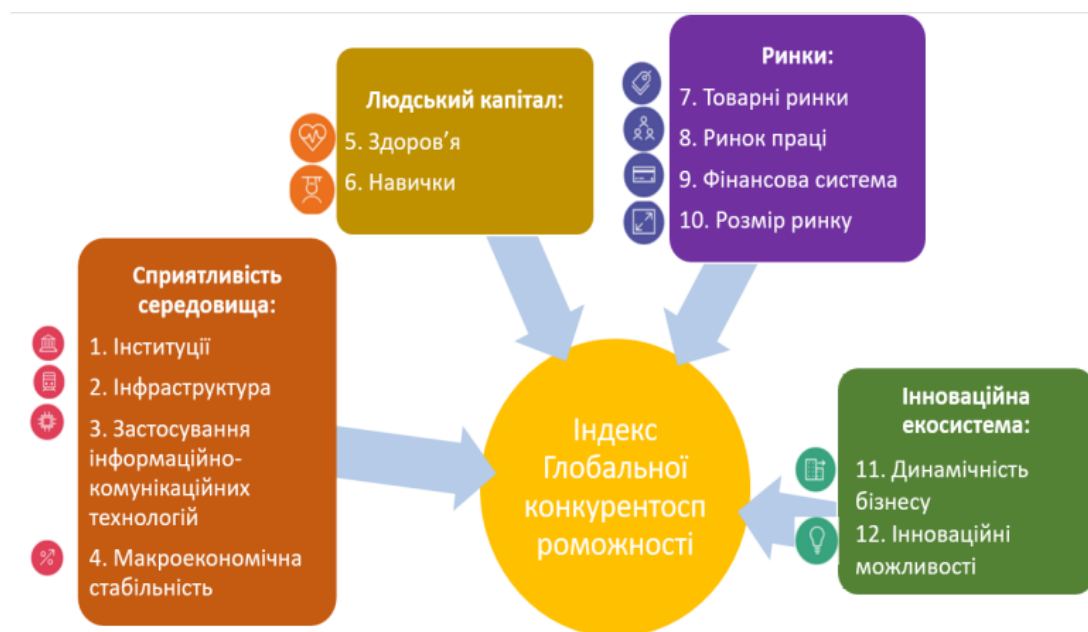 Людський капітал:
5. Здоров’я
6. Навички
Ринки:
7. Товарні ринки
8. Ринок праці
9. Фінансова система
10. Розмір ринку
Сприятливість
середовища:
1. Інституції
2. Інфраструктура
3. Застосування
інформаційно-
комунікаційних
технологій
4. Макроекономічна
стабільність
Індекс
Глобальної
конкурентосп
роможності
Інноваційна
екосистема:
11. Динамічність
бізнесу
12. Інноваційні
можливості